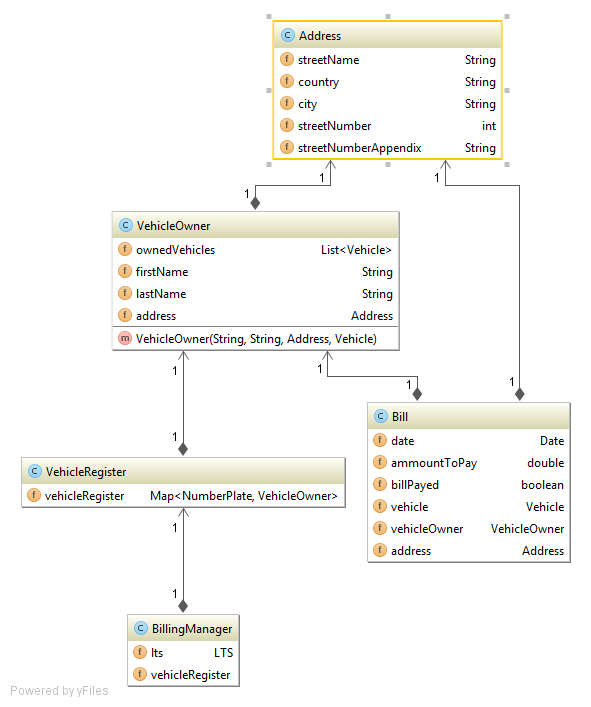 C Address
f streetName String
f country String
f city String
f streetNumber int
f streetNumberAppendix String
1 1
1
C VehicleOwner
f ownedVehicles List<Vehicle>
f firstName String
f lastName String
f address Address
m VehicleOwner(String, String, Address, Vehicle)
1 1
1 1
C Bill
f date Date
f ammountToPay double
f billPayed boolean
f vehicle Vehicle
f vehicleOwner VehicleOwner
f address Address
1
C VehicleRegister
f vehicleRegister Map<NumberPlate, VehicleOwner>
1
1
C BillingManager
f lts LTS
f vehicleRegister
Powered by yFiles